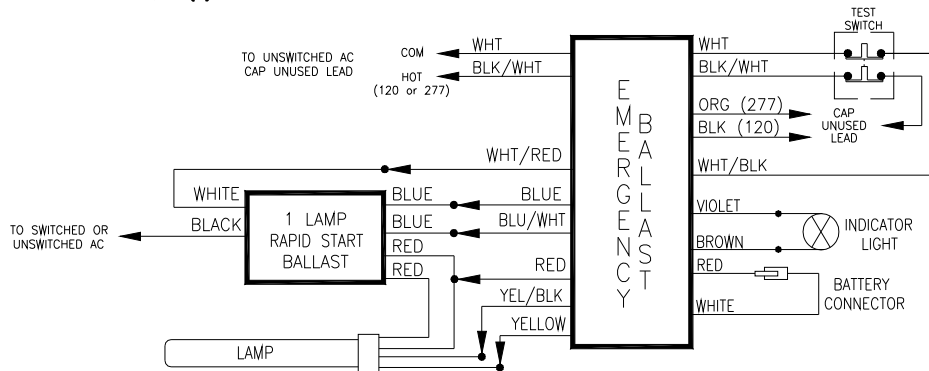 TEST
SWITCH
TO UNSWITCHED AC
CAP UNUSED LEAD
COM
WHT
HOT
(120 or 277)
BLK/WHT
WHT
BLK/WHT
ORG (277)
BLK (120)
CAP
UNUSED
LEAD
EMERGENCY
BALLAST
WHT/RED
WHT/BLK
WHITE
BLACK
TO SWITCHED OR
UNSWITCHED AC
1 LAMP
RAPID START
BALLAST
BLUE
BLUE
RED
RED
BLUE
BLU/WHT
RED
YEL/BLK
YELLOW
LAMP
VIOLET
BROWN
INDICATOR
LIGHT
RED
WHITE
BATTERY
CONNECTOR